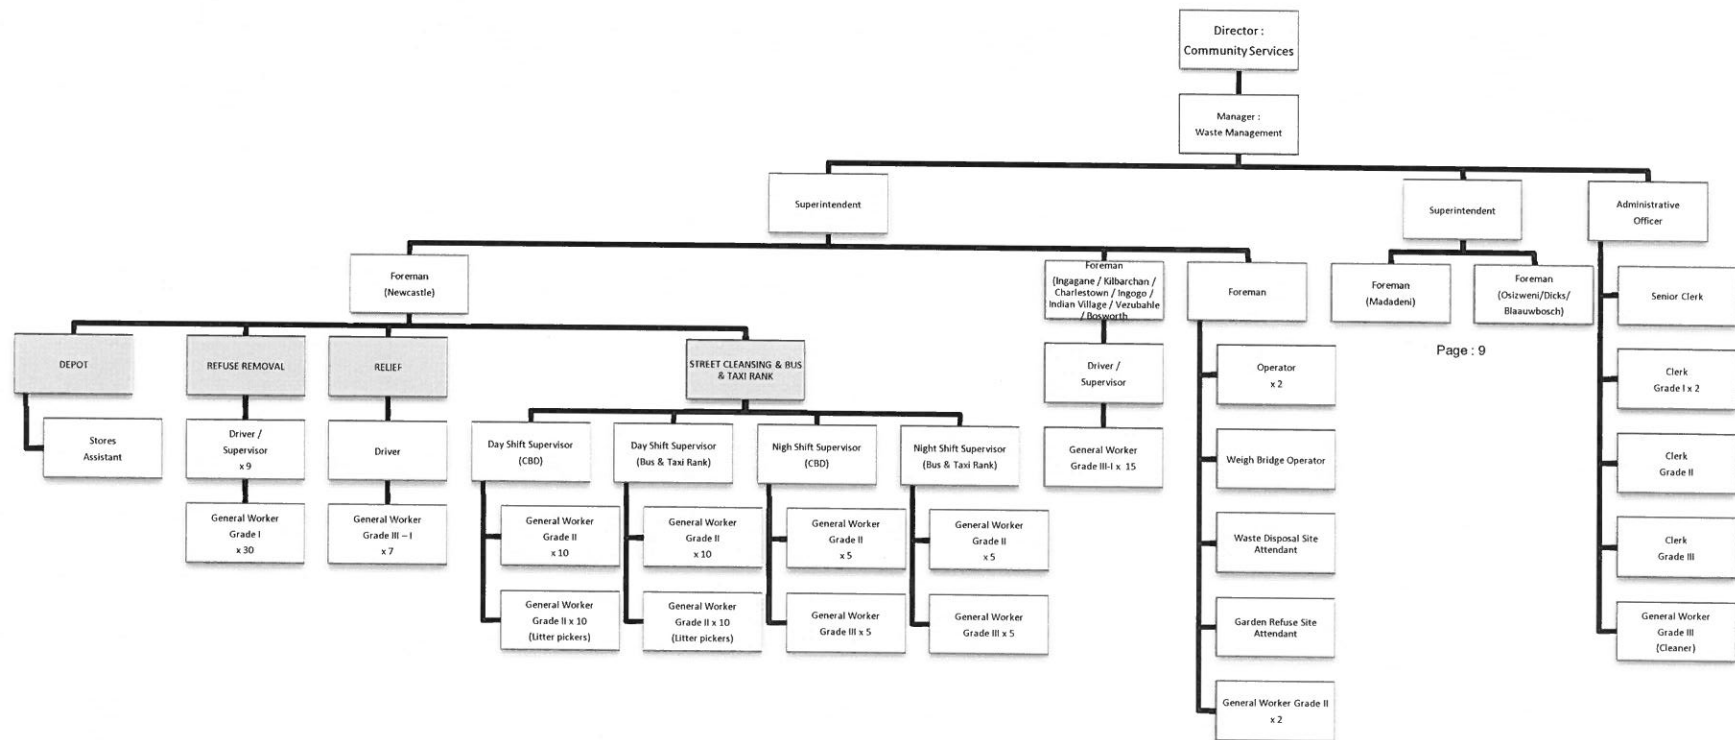 Director :
Community Services
Manager :
Waste Management
Superintendent
Superintendent
Administrative
Officer
Foreman
(Newcastle)
Foreman
(Ingagane / Kilbarchan /
Charlestown / Ingogo /
Indian Village / Vezubahle
/ Bosworth
Foreman
Foreman
(Madadeni)
Foreman
(Osizweni/Dicks/
Blaauwbosch)
Page : 9
DEPOT
REFUSE REMOVAL
RELIEF
STREET CLEANSING & BUS
& TAXI RANK
Stores
Assistant
Driver /
Supervisor
x 9
General Worker
Grade I
x 30
Driver
General Worker
Grade III – I
x 7
Day Shift Supervisor
(CBD)
General Worker
Grade II
x 10
General Worker
Grade II x 10
(Litter pickers)
Day Shift Supervisor
(Bus & Taxi Rank)
General Worker
Grade II
x 10
General Worker
Grade II x 10
(Litter pickers)
Nigh Shift Supervisor
(CBD)
General Worker
Grade II
x 5
General Worker
Grade III x 5
Night Shift Supervisor
(Bus & Taxi Rank)
General Worker
Grade II
x 5
General Worker
Grade III x 5
Driver /
Supervisor
General Worker
Grade III-I x 15
Operator
x 2
Weigh Bridge Operator
Waste Disposal Site
Attendant
Garden Refuse Site
Attendant
General Worker Grade II
x 2
Senior Clerk
Clerk
Grade I x 2
Clerk
Grade II
Clerk
Grade III
General Worker
Grade III
(Cleaner)